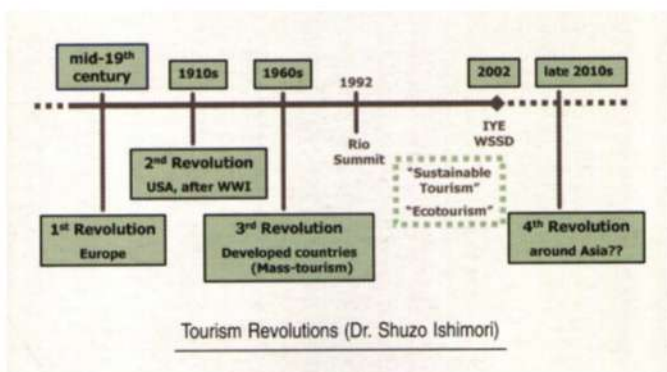 mid-19th
century
1910s
1960s
1992
2002
late 2010s
Rio
Summit
IYE
WSSD
2nd Revolution
USA, after WWI
"Sustainable
Tourism"
"Ecotourism"
1st Revolution
Europe
3rd Revolution
Developed countries
(Mass-tourism)
4th Revolution
around Asia??
Tourism Revolutions (Dr. Shuzo Ishimori)